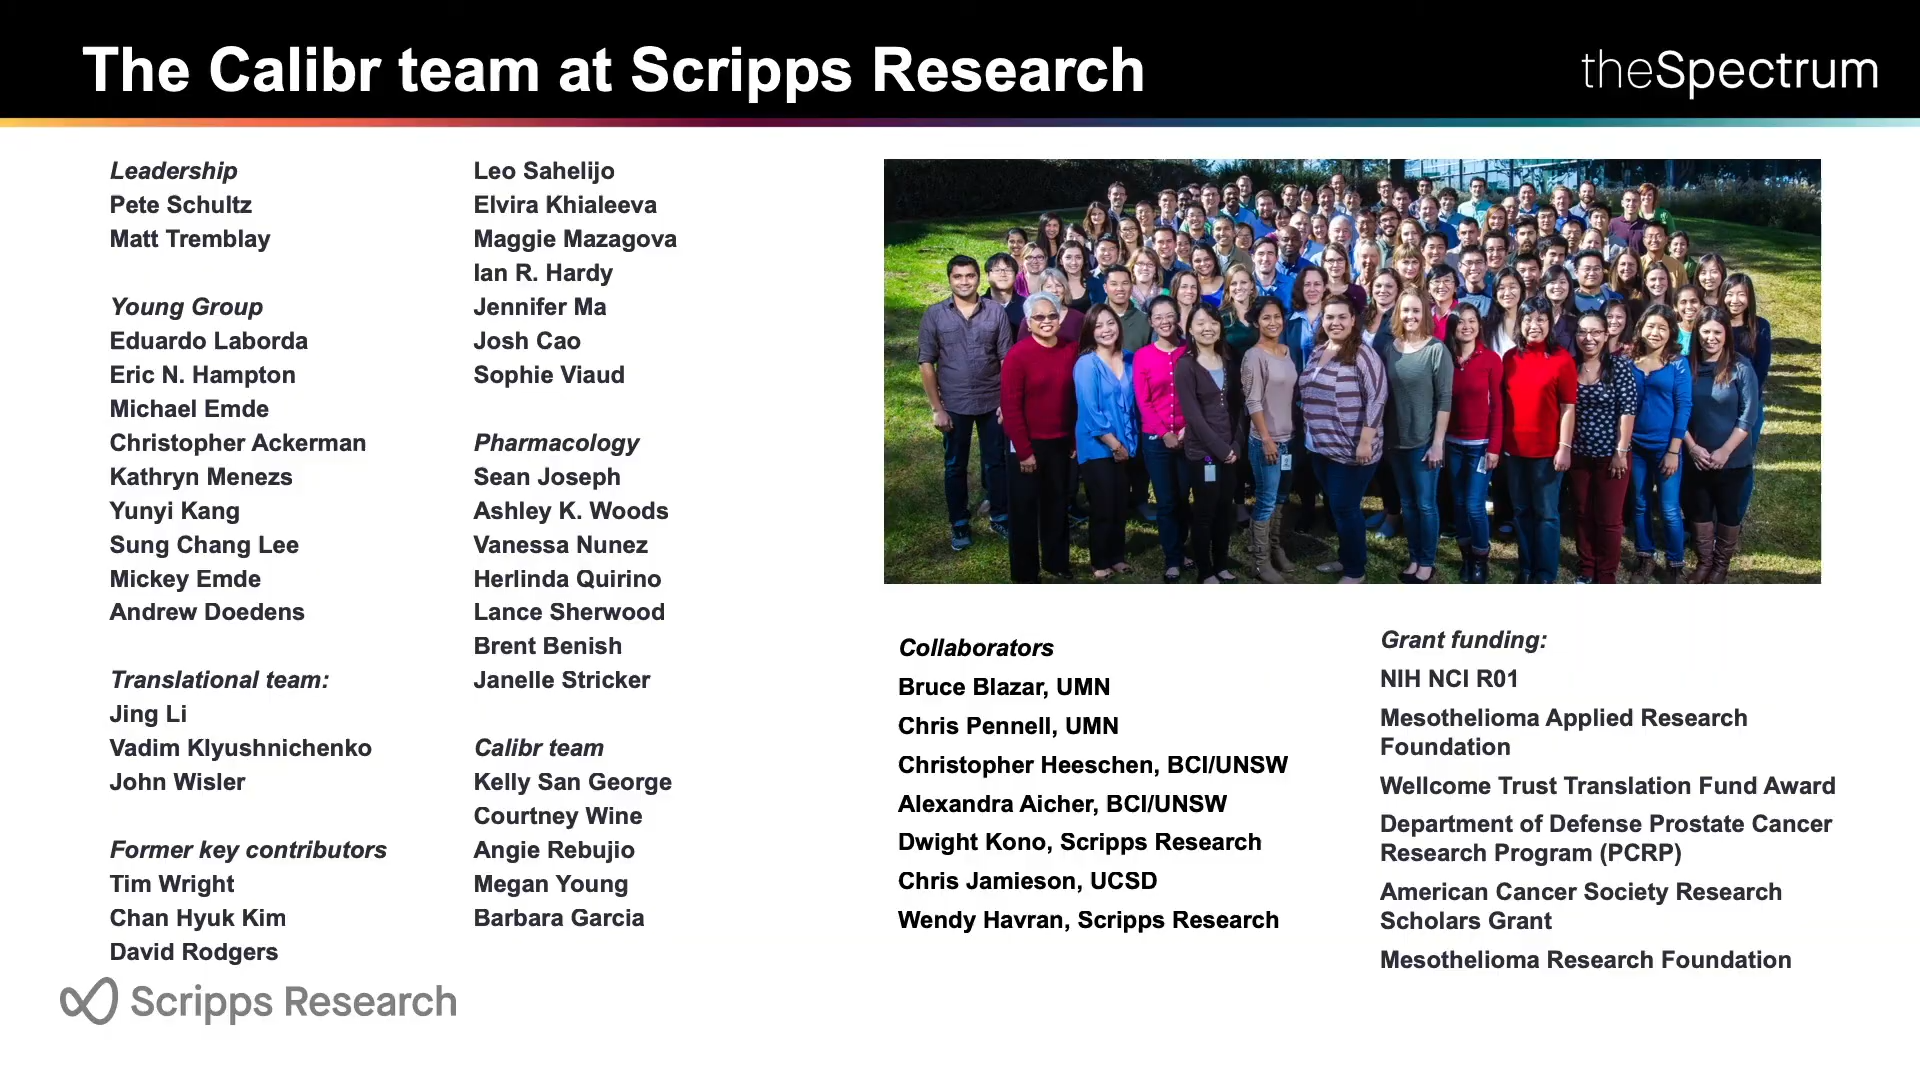 The Calibr team at Scripps Research
theSpectrum
Leadership
Pete Schultz
Matt Tremblay
Young Group
Eduardo Laborda
Eric N. Hampton
Michael Emde
Christopher Ackerman
Kathryn Menezs
Yunyi Kang
Sung Chang Lee
Mickey Emde
Andrew Doedens
Translational team:
Jing Li
Vadim Klyushnichenko
John Wisler
Former key contributors
Tim Wright
Chan Hyuk Kim
David Rodgers
Leo Sahelijo
Elvira Khialeeva
Maggie Mazagova
Ian R. Hardy
Jennifer Ma
Josh Cao
Sophie Viaud
Pharmacology
Sean Joseph
Ashley K. Woods
Vanessa Nunez
Herlinda Quirino
Lance Sherwood
Brent Benish
Janelle Stricker
Calibr team
Kelly San George
Courtney Wine
Angie Rebujio
Megan Young
Barbara Garcia
Collaborators
Bruce Blazar, UMN
Chris Pennell, UMN
Christopher Heeschen, BCI/UNSW
Alexandra Aicher, BCI/UNSW
Dwight Kono, Scripps Research
Chris Jamieson, UCSD
Wendy Havran, Scripps Research
Grant funding:
NIH NCI R01
Mesothelioma Applied Research
Foundation
Wellcome Trust Translation Fund Award
Department of Defense Prostate Cancer
Research Program (PCRP)
American Cancer Society Research
Scholars Grant
Mesothelioma Research Foundation
Scripps Research